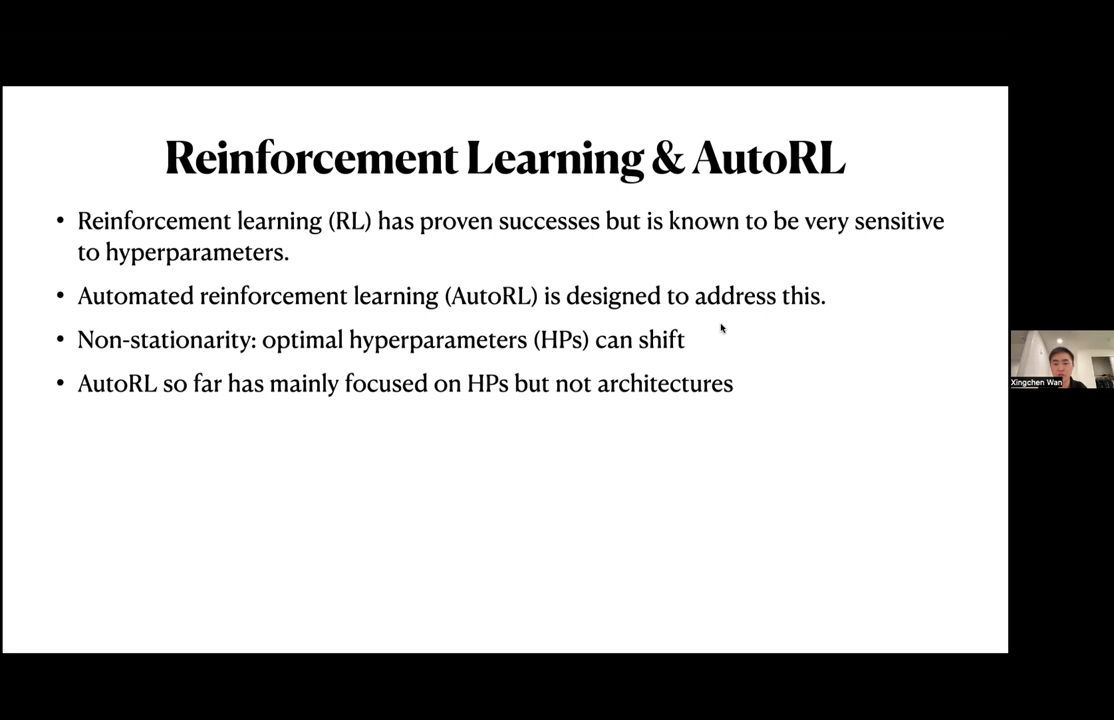 Reinforcement Learning & AutoRL
• Reinforcement learning (RL) has proven successes but is known to be very sensitive
to hyperparameters.
• Automated reinforcement learning (AutoRL) is designed to address this.
• Non-stationarity: optimal hyperparameters (HPs) can shift
• AutoRL so far has mainly focused on HPs but not architectures
Xingchen Wan